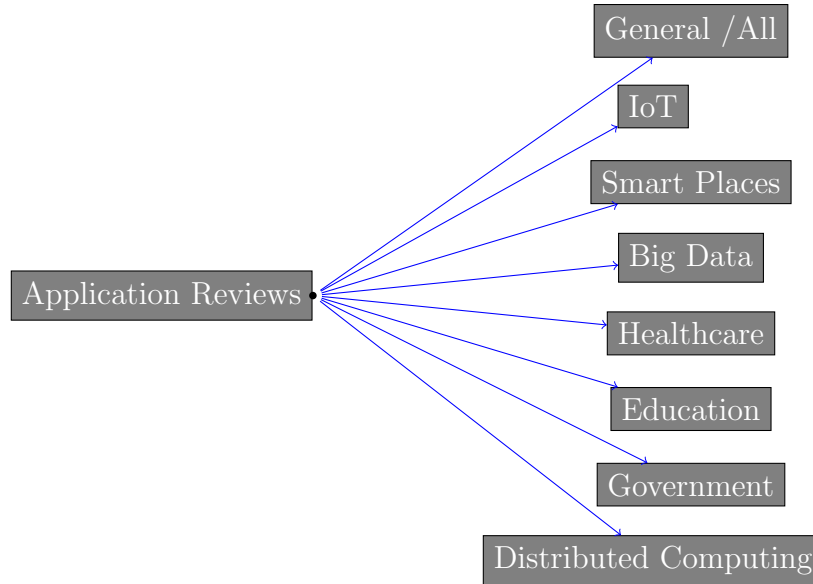 General /All
IoT
Smart Places
Big Data
Application Reviews
Healthcare
Education
Government
Distributed Computing